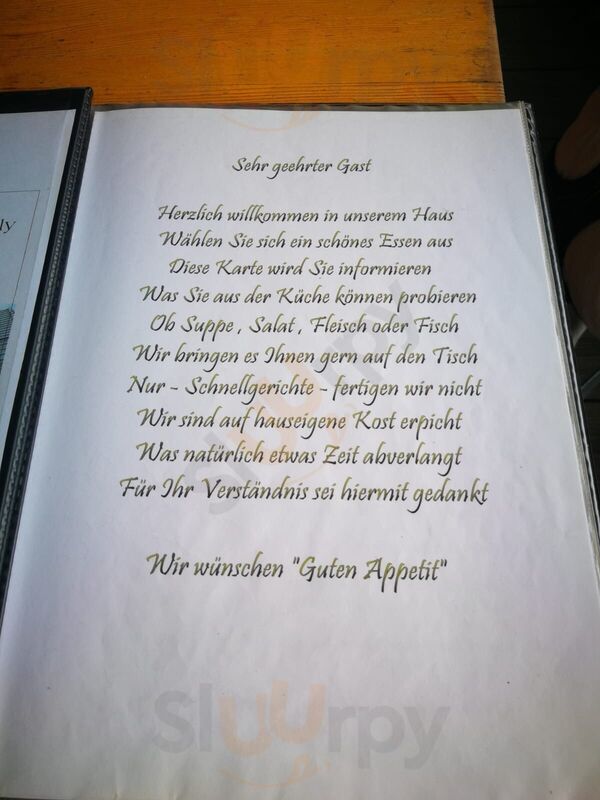 Sehr geehrter Gast
Herzlich willkommen in unserem Haus
Wählen Sie sich ein schönes Essen aus
Diese Karte wird Sie informieren
Was Sie aus der Küche können probieren
Ob Suppe , Salat , Fleisch oder Fisch
Wir bringen es Ihnen gern auf den Tisch
Nur - Schnellgerichte - fertigen wir nicht
Wir sind auf hauseigene Kost erpicht
Was natürlich etwas Zeit abverlangt
Für Ihr Verständnis sei hiermit gedankt
Wir wünschen "Guten Appetit"
sluurpy
sluurpy